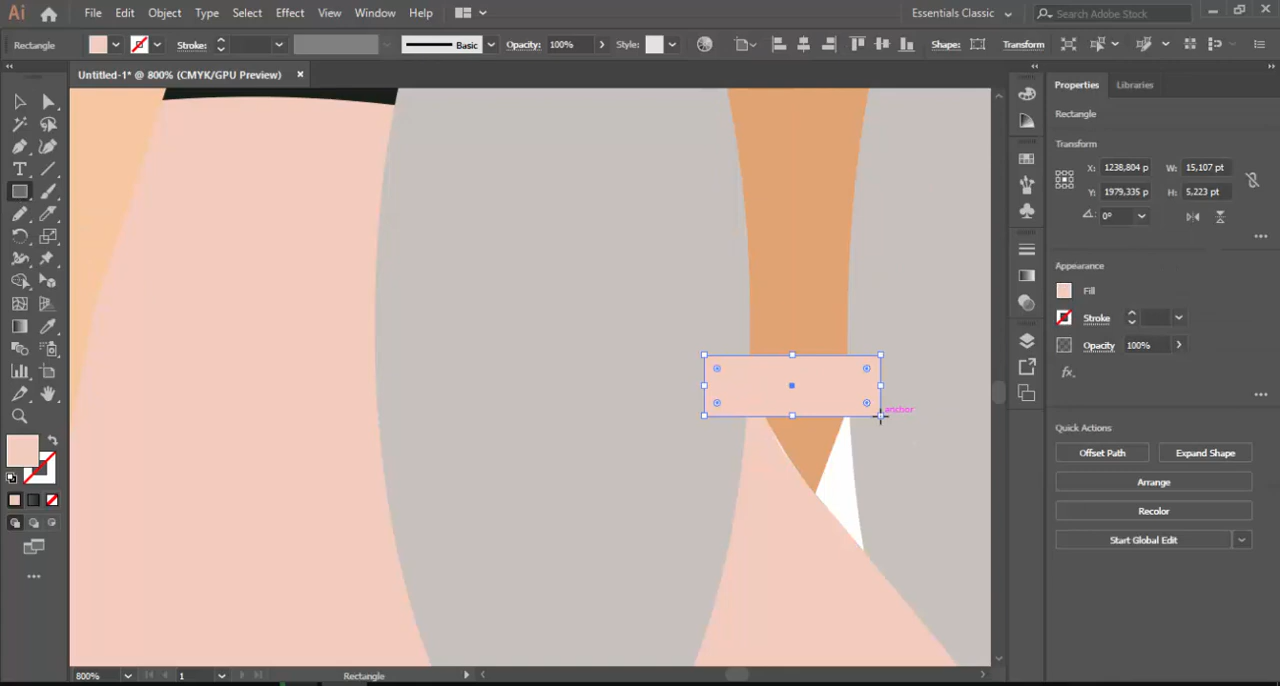 Ai File Edit Object Type Select Effect View Window Help Essentials Classic Search Adobe Stock
Rectangle Stroke: Basic Opacity: 100% Style: Shape: Transform
Untitled-1* @ 800% (CMYK/GPU Preview) ×
Properties Libraries
Rectangle
Transform
X: 1238,804 p W: 15,107 pt
Y: 1979,335 p H: 5,223 pt
0°
Appearance
Fill
Stroke
Opacity 100%
fx
anchor
Quick Actions
Offset Path Expand Shape
Arrange
Recolor
Start Global Edit
800% 1 Rectangle